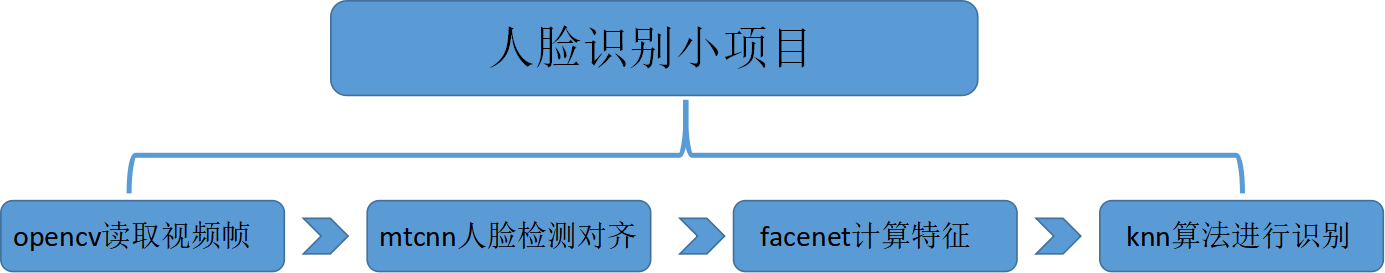 人脸识别小项目
opencv读取视频帧
mtcnn人脸检测对齐
facenet计算特征
knn算法进行识别